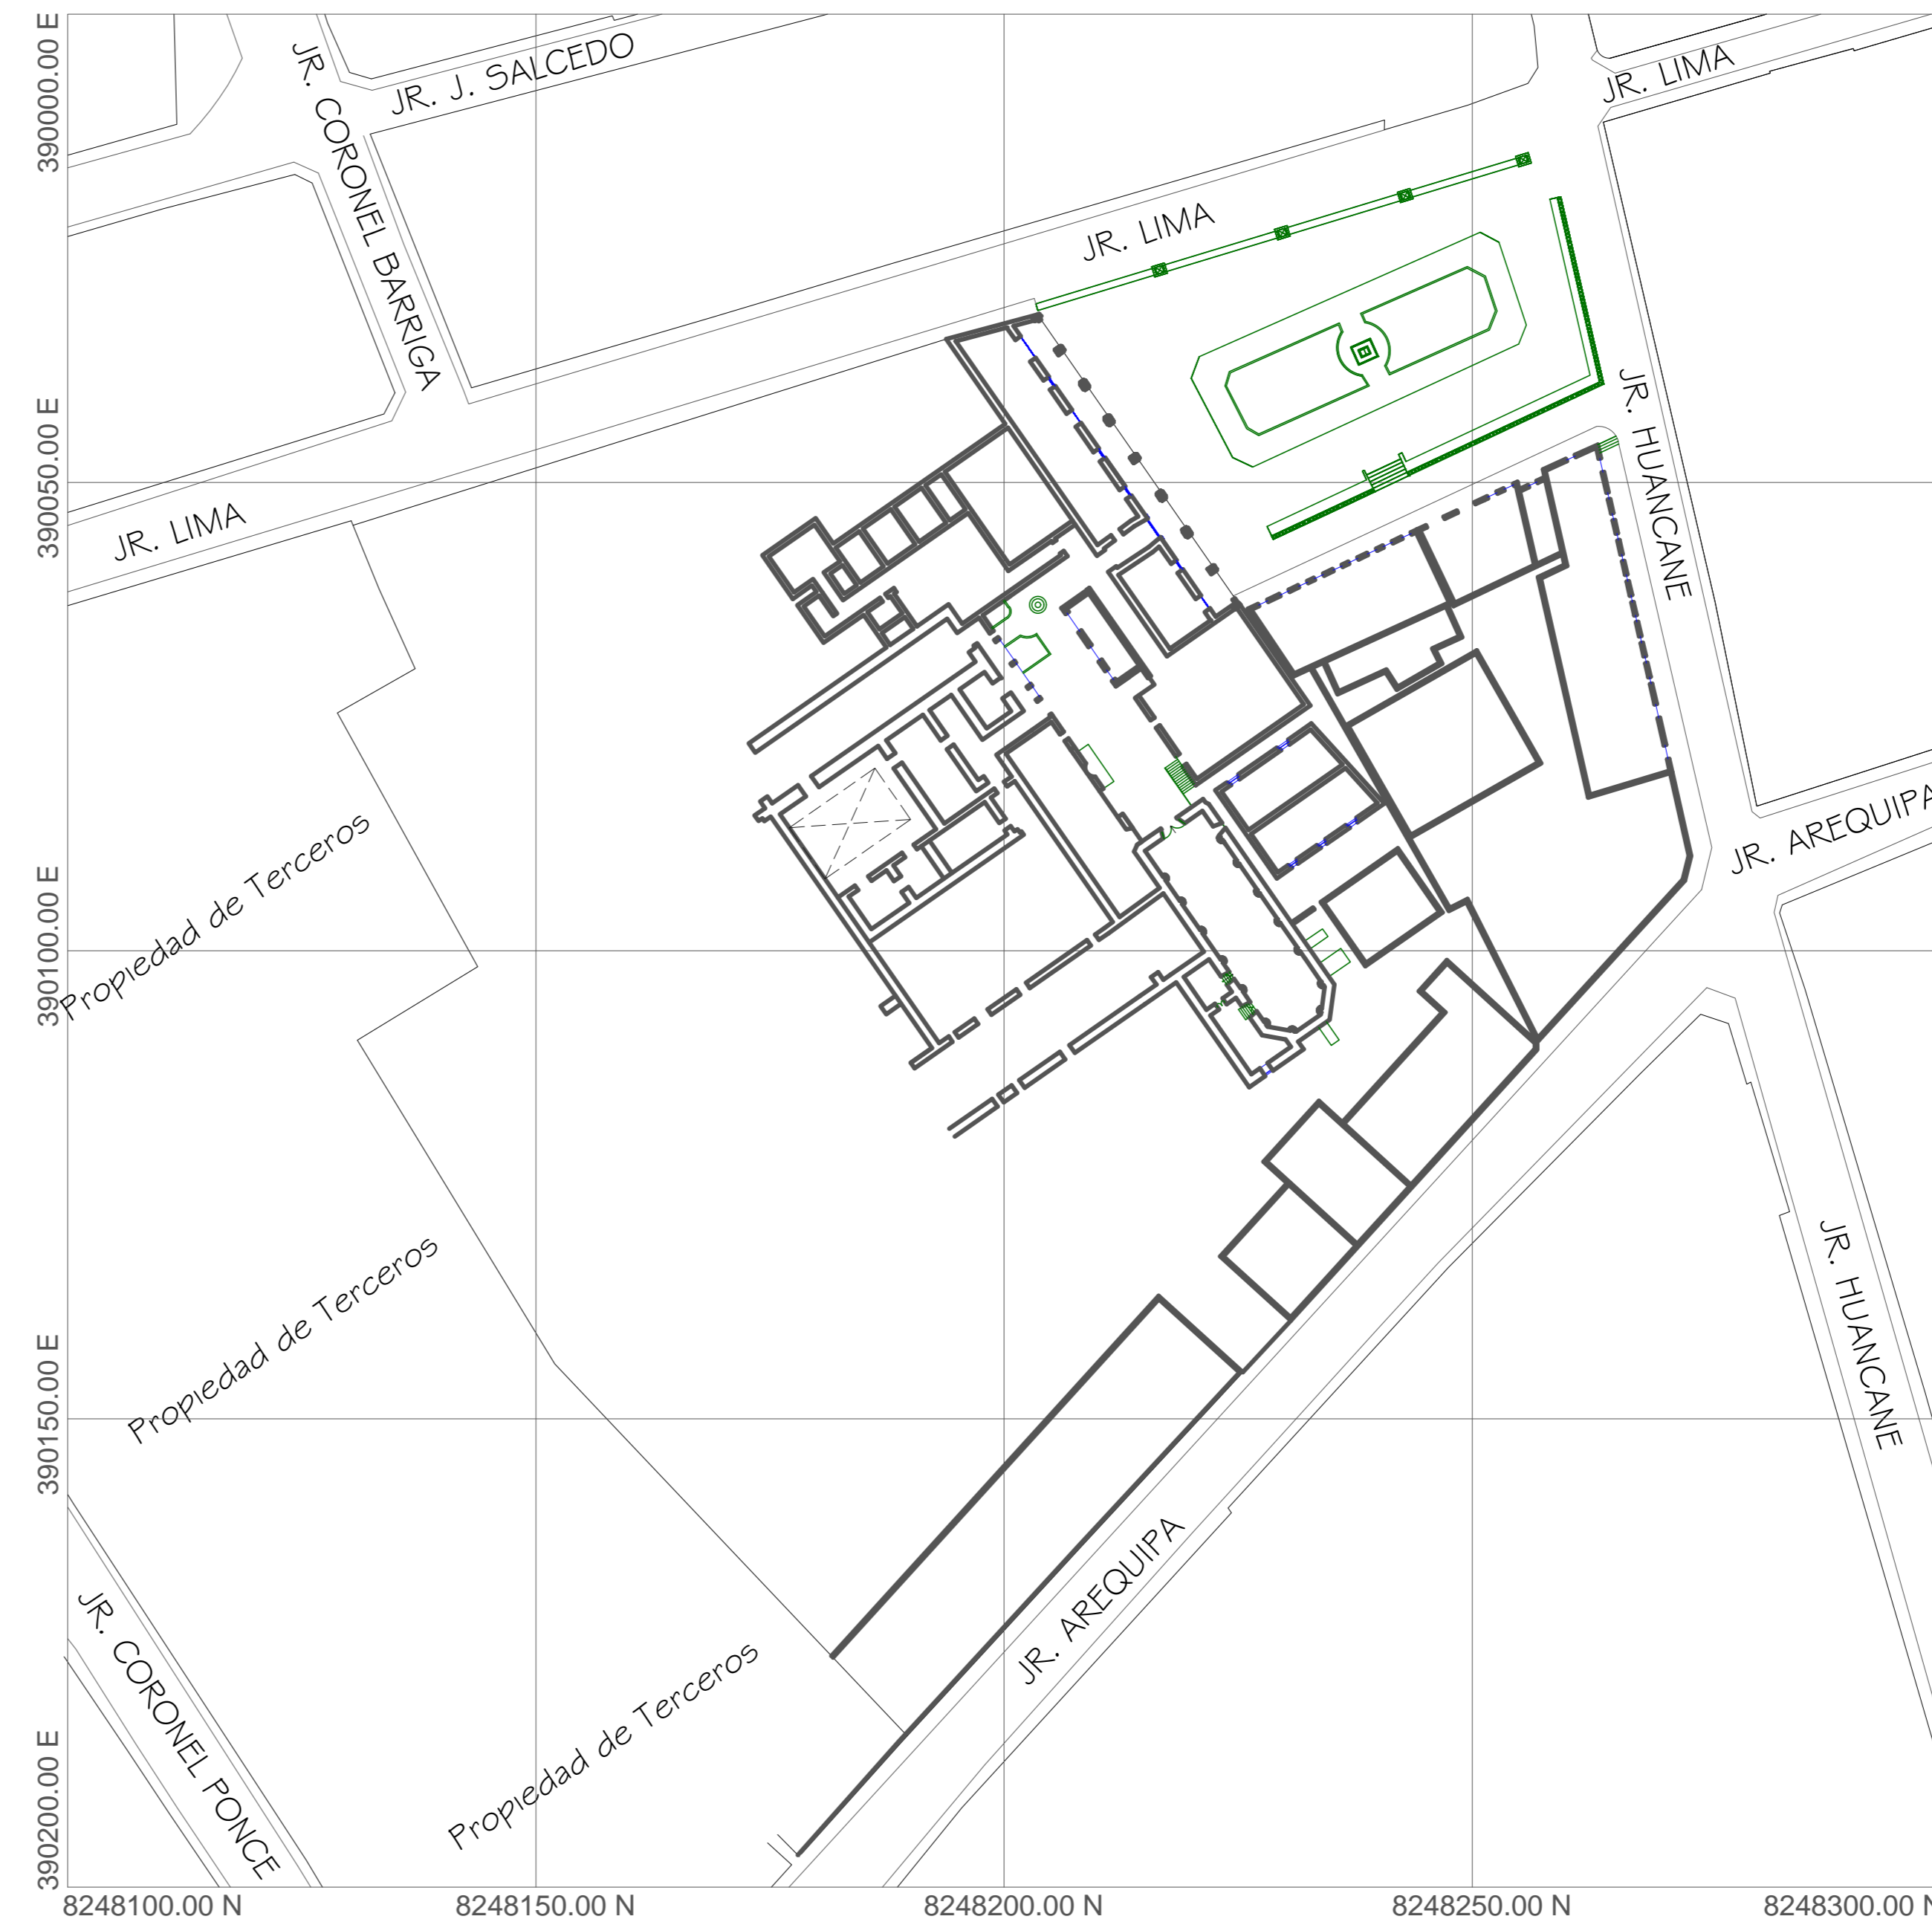 JR. J. SALCEDO
JR. CORONEL BARRIGA
JR. LIMA
JR. LIMA
JR. LIMA
JR. HUANCANE
JR. AREQUIPA
Propiedad de Terceros
Propiedad de Terceros
Propiedad de Terceros
JR. HUANCANE
JR. AREQUIPA
JR. CORONEL PONCE
390000.00 E
390050.00 E
390100.00 E
390150.00 E
390200.00 E
8248100.00 N
8248150.00 N
8248200.00 N
8248250.00 N
8248300.00 N